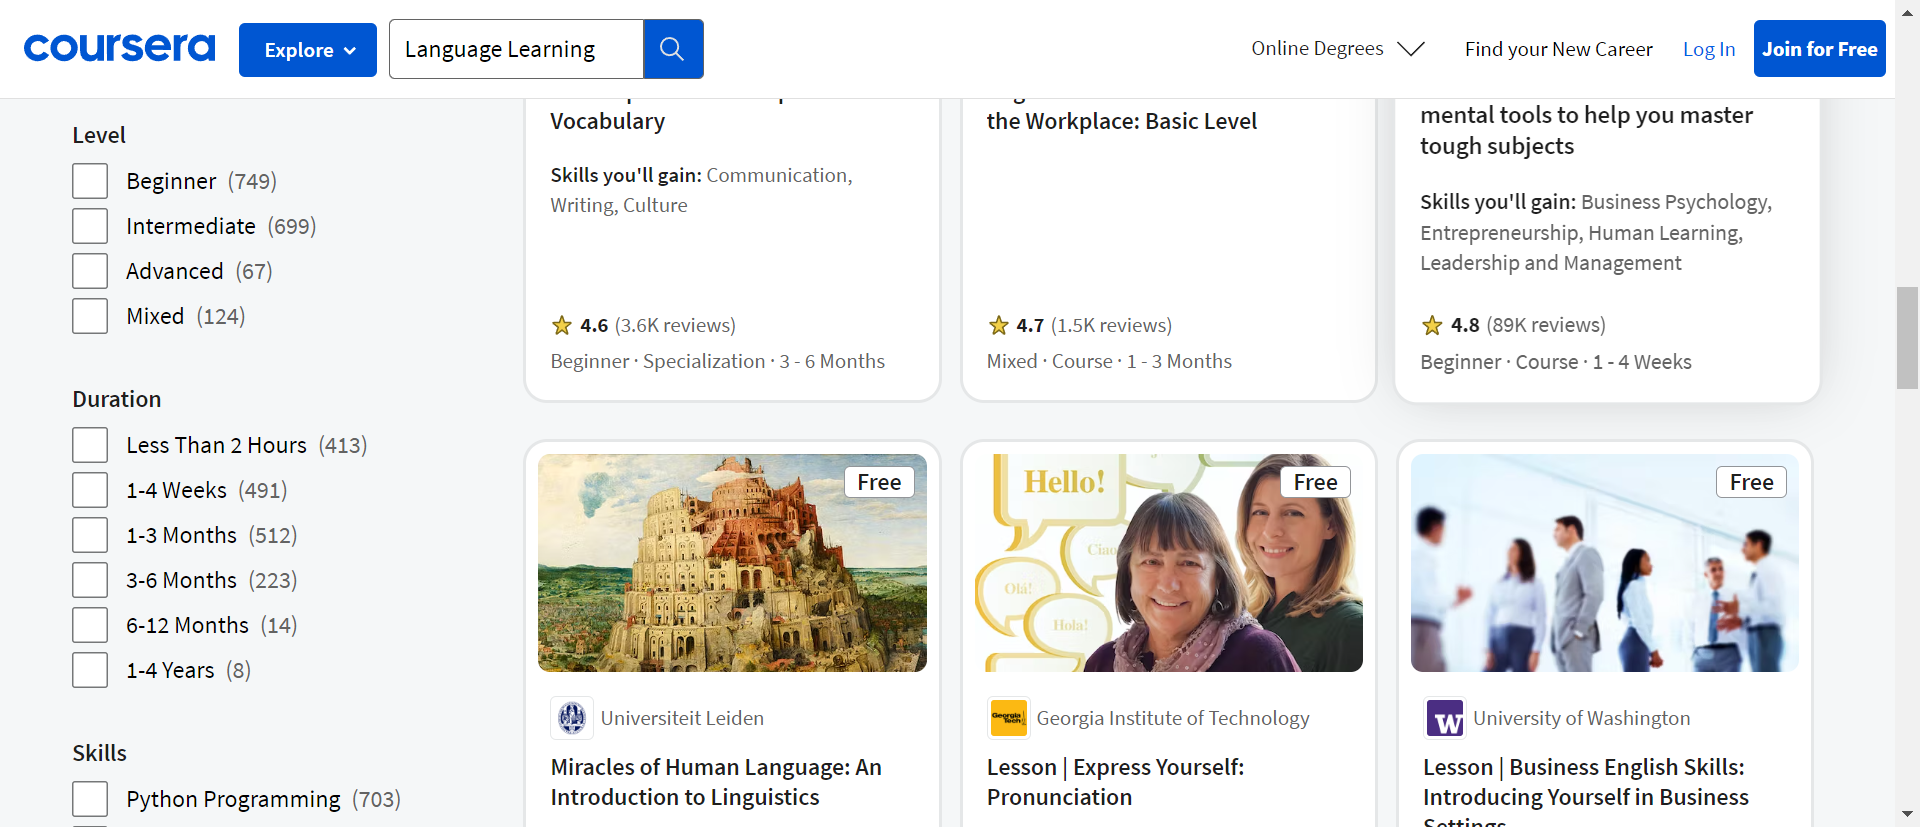 coursera
Explore
Language Learning
Online Degrees
Find your New Career
Log In
Join for Free
Level
Beginner (749)
Intermediate (699)
Advanced (67)
Mixed (124)
Duration
Less Than 2 Hours (413)
1-4 Weeks (491)
1-3 Months (512)
3-6 Months (223)
6-12 Months (14)
1-4 Years (8)
Skills
Python Programming (703)
Vocabulary
Skills you'll gain: Communication,
Writing, Culture
4.6 (3.6K reviews)
Beginner · Specialization · 3 - 6 Months
the Workplace: Basic Level
4.7 (1.5K reviews)
Mixed · Course · 1 - 3 Months
mental tools to help you master
tough subjects
Skills you'll gain: Business Psychology,
Entrepreneurship, Human Learning,
Leadership and Management
4.8 (89K reviews)
Beginner · Course · 1 - 4 Weeks
Free
Universiteit Leiden
Miracles of Human Language: An
Introduction to Linguistics
Hello!
Ciao
Olá!
Hola!
Free
Georgia
Tech
Georgia Institute of Technology
Lesson | Express Yourself:
Pronunciation
Free
W
University of Washington
Lesson | Business English Skills:
Introducing Yourself in Business
Settings